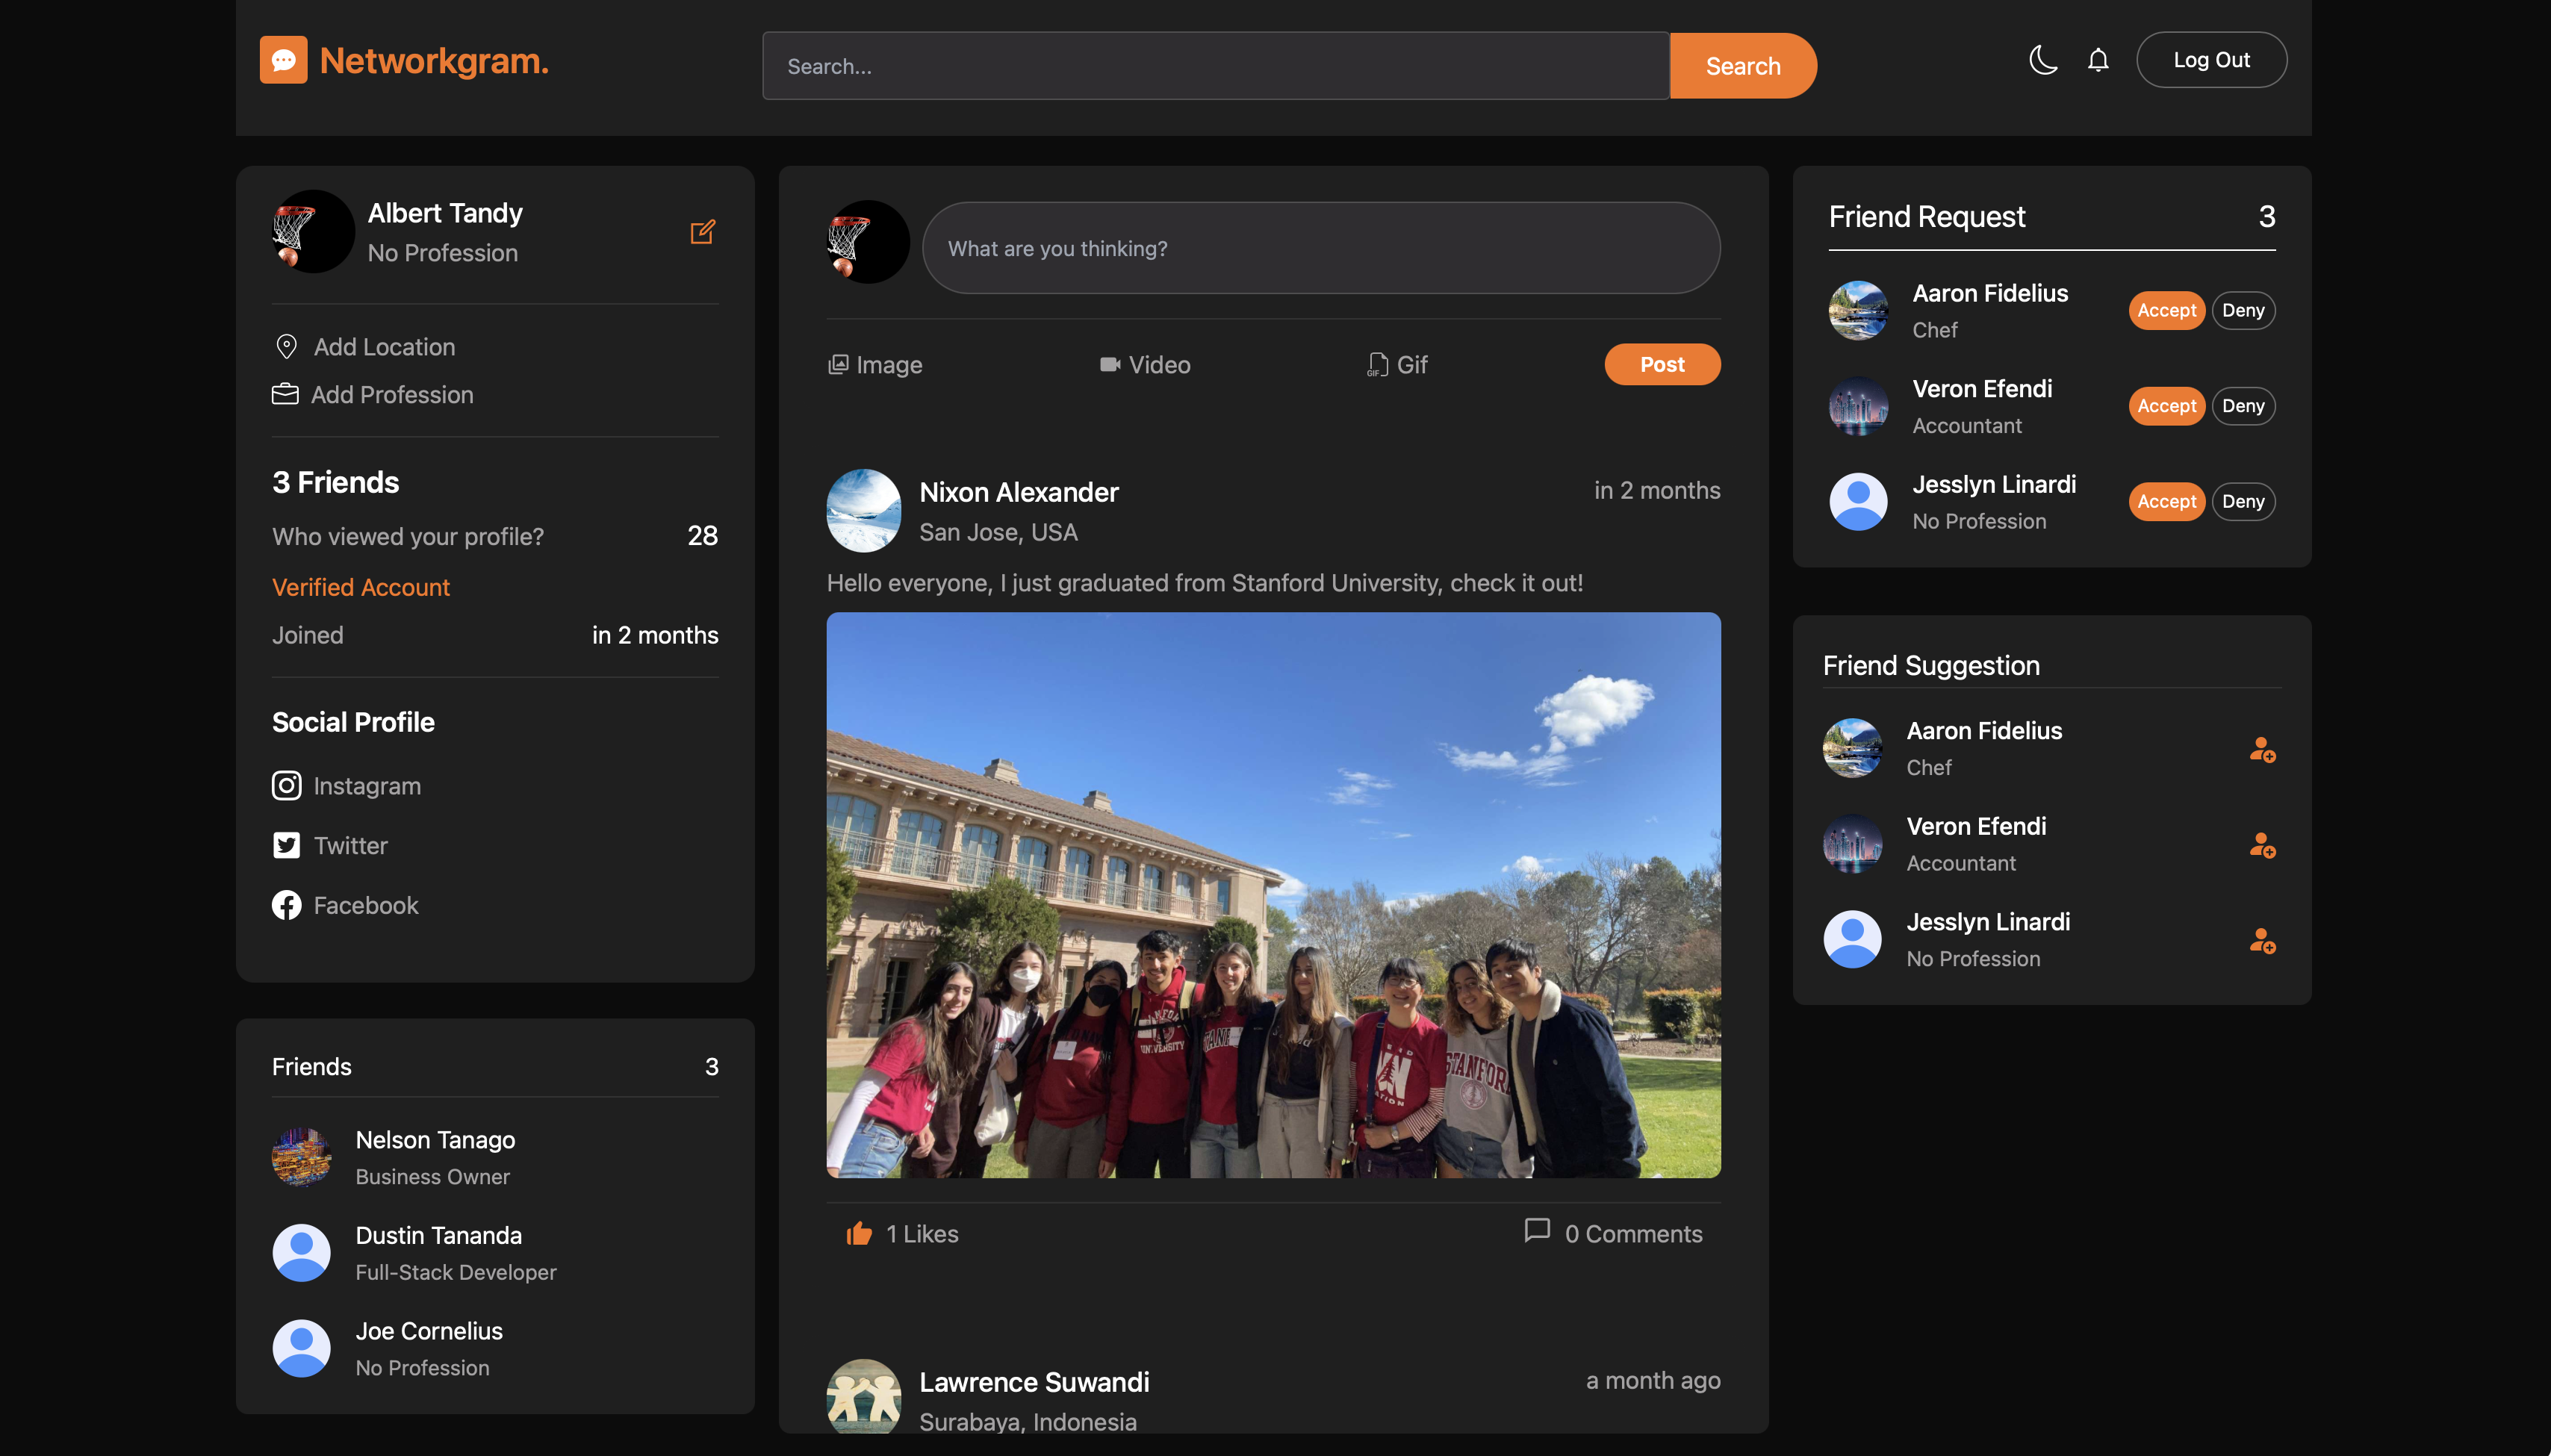 Networkgram.
Search...
Search
Log Out
Albert Tandy
No Profession
Add Location
Add Profession
3 Friends
Who viewed your profile? 28
Verified Account
Joined in 2 months
Social Profile
Instagram
Twitter
Facebook
Friends 3
Nelson Tanago
Business Owner
Dustin Tananda
Full-Stack Developer
Joe Cornelius
No Profession
What are you thinking?
Image Video GIF Gif Post
Nixon Alexander in 2 months
San Jose, USA
Hello everyone, I just graduated from Stanford University, check it out!
STANFORD
1 Likes 0 Comments
Lawrence Suwandi a month ago
Surabaya, Indonesia
Friend Request 3
Aaron Fidelius
Chef
Accept Deny
Veron Efendi
Accountant
Accept Deny
Jesslyn Linardi
No Profession
Accept Deny
Friend Suggestion
Aaron Fidelius
Chef
Veron Efendi
Accountant
Jesslyn Linardi
No Profession